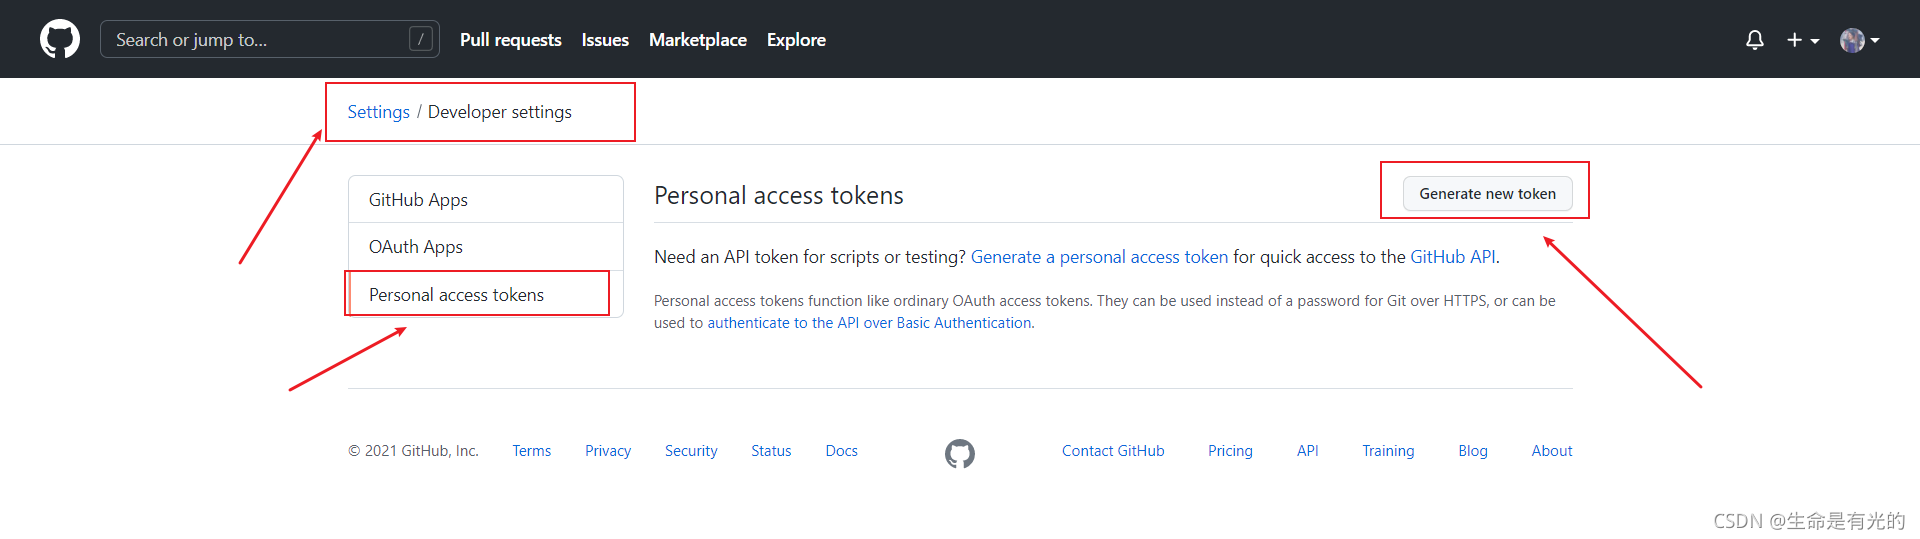 Search or jump to... / Pull requests Issues Marketplace Explore
Settings / Developer settings
GitHub Apps
OAuth Apps
Personal access tokens
Personal access tokens
Generate new token
Need an API token for scripts or testing? Generate a personal access token for quick access to the GitHub API.
Personal access tokens function like ordinary OAuth access tokens. They can be used instead of a password for Git over HTTPS, or can be
used to authenticate to the API over Basic Authentication.
© 2021 GitHub, Inc. Terms Privacy Security Status Docs Contact GitHub Pricing API Training Blog About
CSDN @生命是有光的